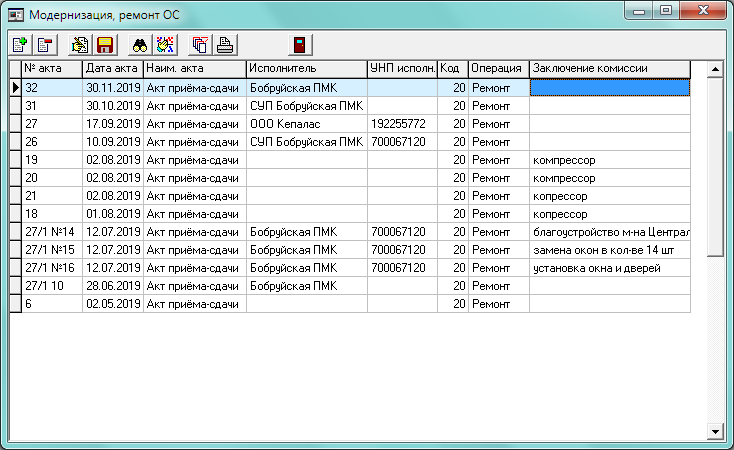 Модернизация, ремонт ОС
№ акта Дата акта Наим. акта Исполнитель УНП исполн. Код Операция Заключение комиссии
32 30.11.2019 Акт приёма-сдачи Бобруйская ПМК 20 Ремонт
31 30.10.2019 Акт приёма-сдачи СУП Бобруйская ПМК 20 Ремонт
27 17.09.2019 Акт приёма-сдачи ООО Кепалас 192255772 20 Ремонт
26 10.09.2019 Акт приёма-сдачи СУП Бобруйская ПМК 700067120 20 Ремонт
19 02.08.2019 Акт приёма-сдачи 20 Ремонт компрессор
20 02.08.2019 Акт приёма-сдачи 20 Ремонт компрессор
21 02.08.2019 Акт приёма-сдачи 20 Ремонт копрессор
18 01.08.2019 Акт приёма-сдачи 20 Ремонт копрессор
27/1 №14 12.07.2019 Акт приёма-сдачи Бобруйская ПМК 700067120 20 Ремонт благоустройство м-на Централ
27/1 №15 12.07.2019 Акт приёма-сдачи Бобруйская ПМК 700067120 20 Ремонт замена окон в кол-ве 14 шт
27/1 №16 12.07.2019 Акт приёма-сдачи Бобруйская ПМК 700067120 20 Ремонт установка окна и дверей
27/1 10 28.06.2019 Акт приёма-сдачи Бобруйская ПМК 20 Ремонт
6 02.05.2019 Акт приёма-сдачи 20 Ремонт